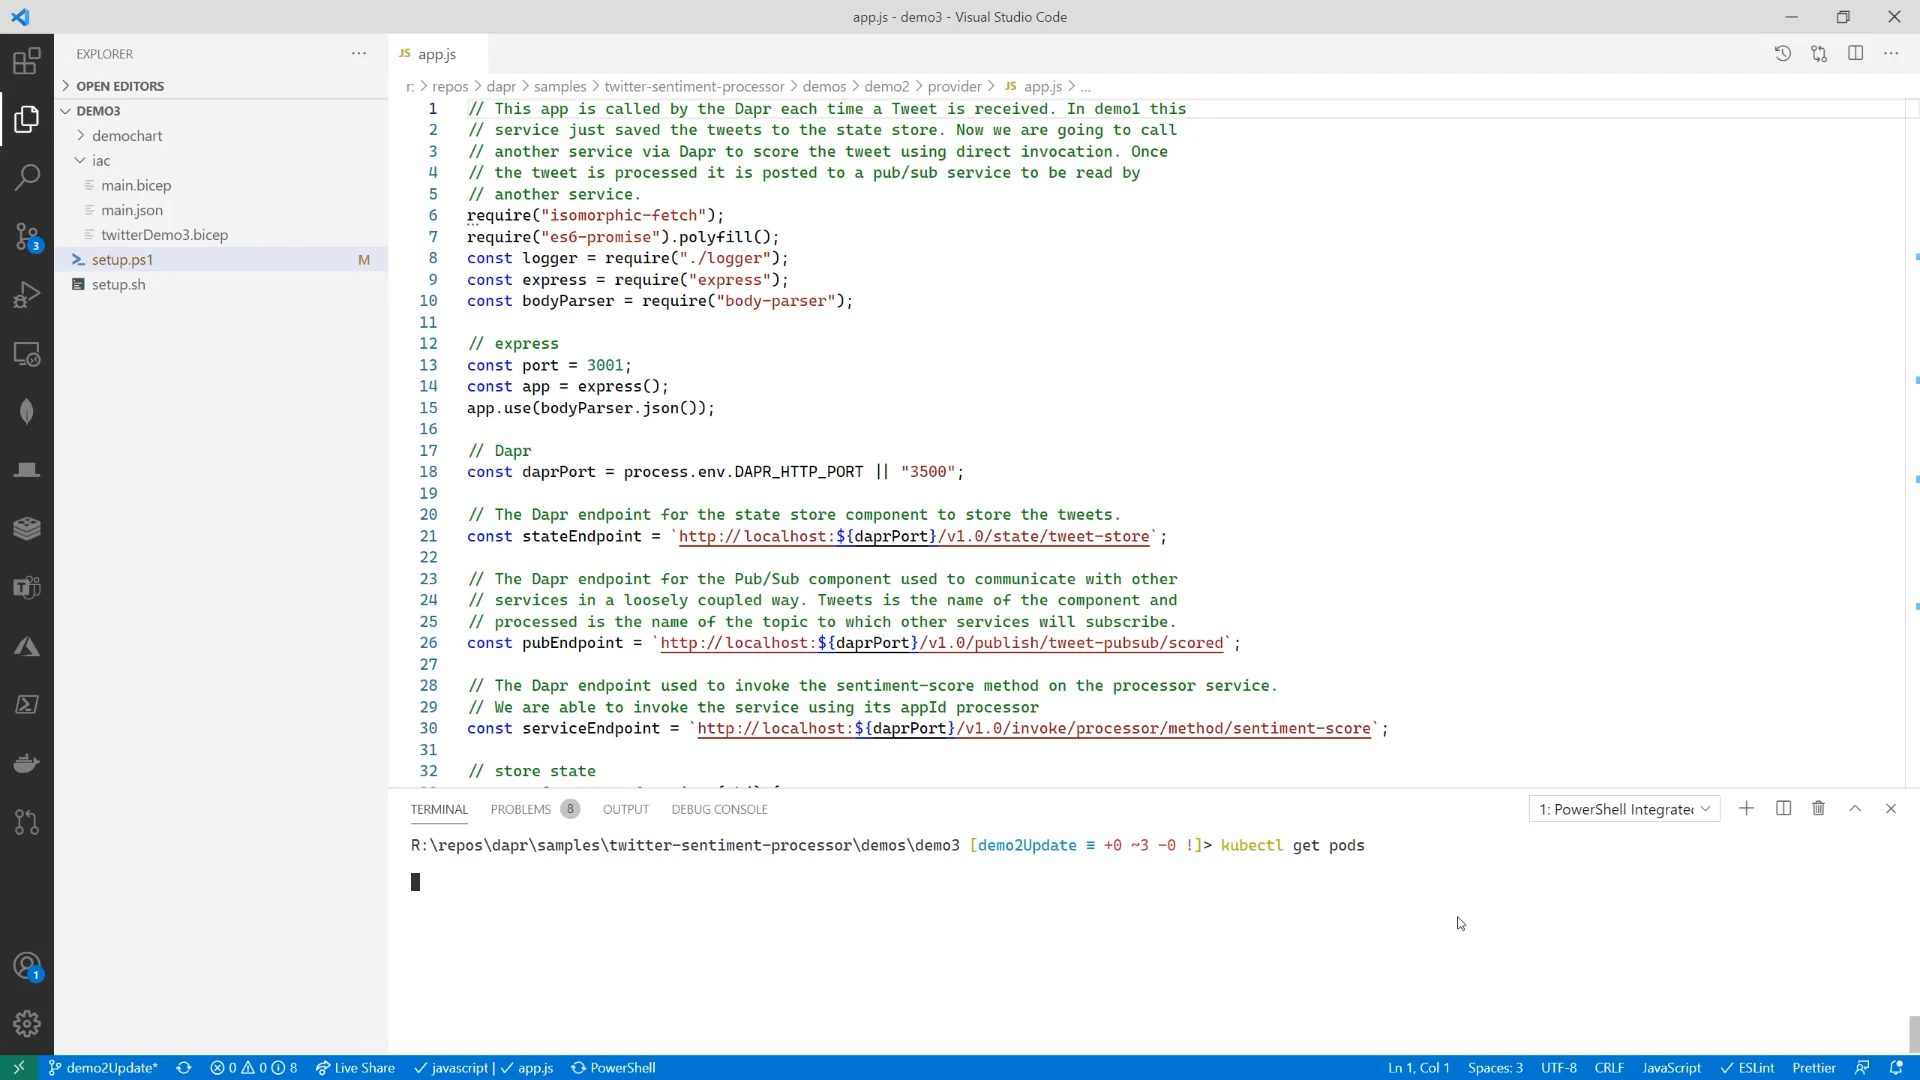 app.js - demo3 - Visual Studio Code
EXPLORER
OPEN EDITORS
DEMO3
demochart
iac
main.bicep
main.json
twitterDemo3.bicep
setup.ps1 M
setup.sh
3
1
JS app.js
r: > repos > dapr > samples > twitter-sentiment-processor > demos > demo2 > provider > JS app.js > ...
1 // This app is called by the Dapr each time a Tweet is received. In demo1 this
2 // service just saved the tweets to the state store. Now we are going to call
3 // another service via Dapr to score the tweet using direct invocation. Once
4 // the tweet is processed it is posted to a pub/sub service to be read by
5 // another service.
6 require("isomorphic-fetch");
7 require("es6-promise").polyfill();
8 const logger = require("./logger");
9 const express = require("express");
10 const bodyParser = require("body-parser");
11
12 // express
13 const port = 3001;
14 const app = express();
15 app.use(bodyParser.json());
16
17 // Dapr
18 const daprPort = process.env.DAPR_HTTP_PORT || "3500";
19
20 // The Dapr endpoint for the state store component to store the tweets.
21 const stateEndpoint = `http://localhost:${daprPort}/v1.0/state/tweet-store`;
22
23 // The Dapr endpoint for the Pub/Sub component used to communicate with other
24 // services in a loosely coupled way. Tweets is the name of the component and
25 // processed is the name of the topic to which other services will subscribe.
26 const pubEndpoint = `http://localhost:${daprPort}/v1.0/publish/tweet-pubsub/scored`;
27
28 // The Dapr endpoint used to invoke the sentiment-score method on the processor service.
29 // We are able to invoke the service using its appId processor
30 const serviceEndpoint = `http://localhost:${daprPort}/v1.0/invoke/processor/method/sentiment-score`;
31
32 // store state
TERMINAL PROBLEMS 8 OUTPUT DEBUG CONSOLE 1: PowerShell Integrated
R:\repos\dapr\samples\twitter-sentiment-processor\demos\demo3 [demo2Update ≡ +0 ~3 -0 !]> kubectl get pods
demo2Update* 0 0 8 Live Share javascript | app.js PowerShell Ln 1, Col 1 Spaces: 3 UTF-8 CRLF JavaScript ESLint Prettier